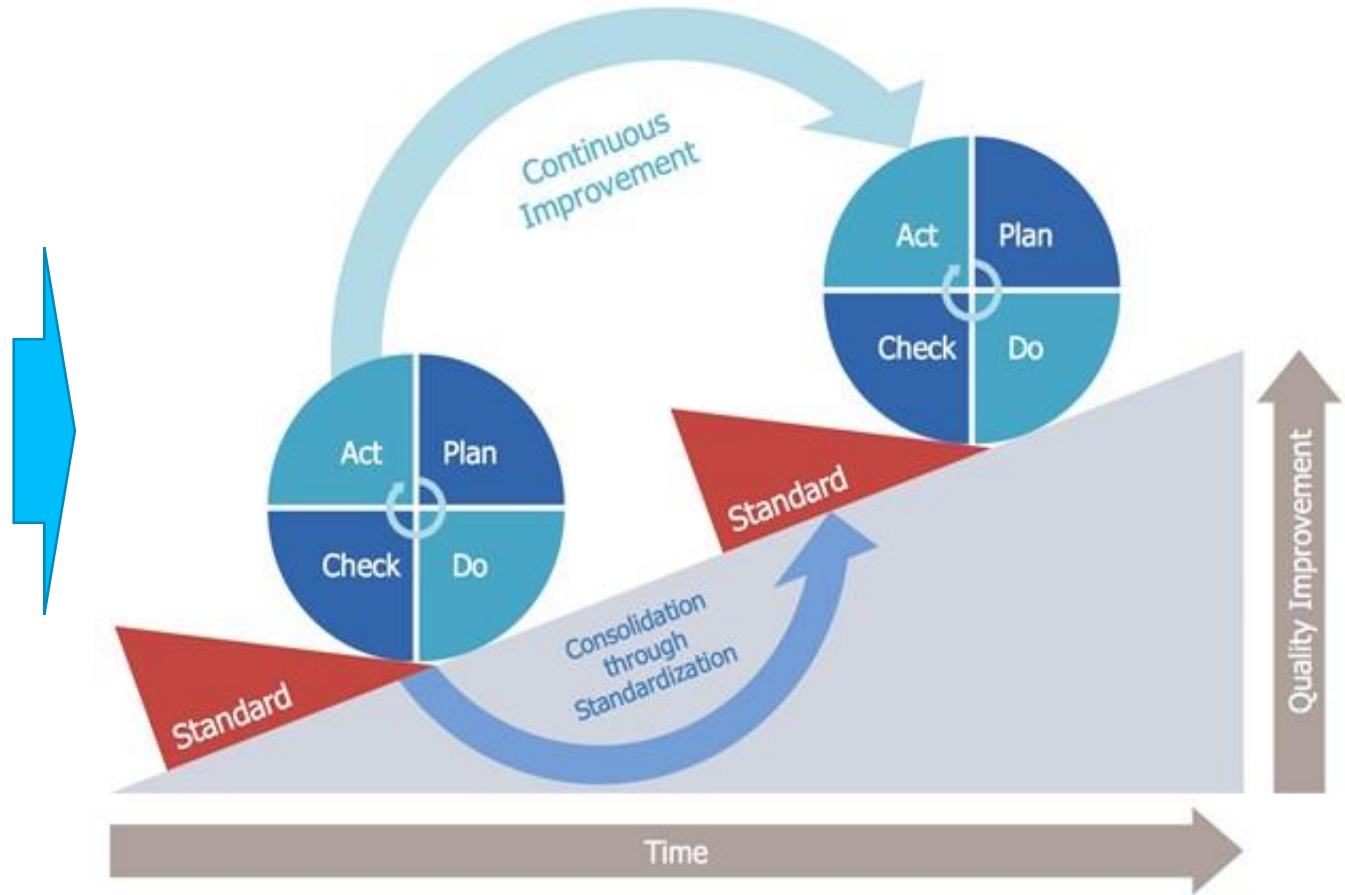 Continuous
Improvement
Act
Plan
Check
Do
Act
Plan
Check
Do
Standard
Standard
Consolidation
through
Standardization
Quality Improvement
Time